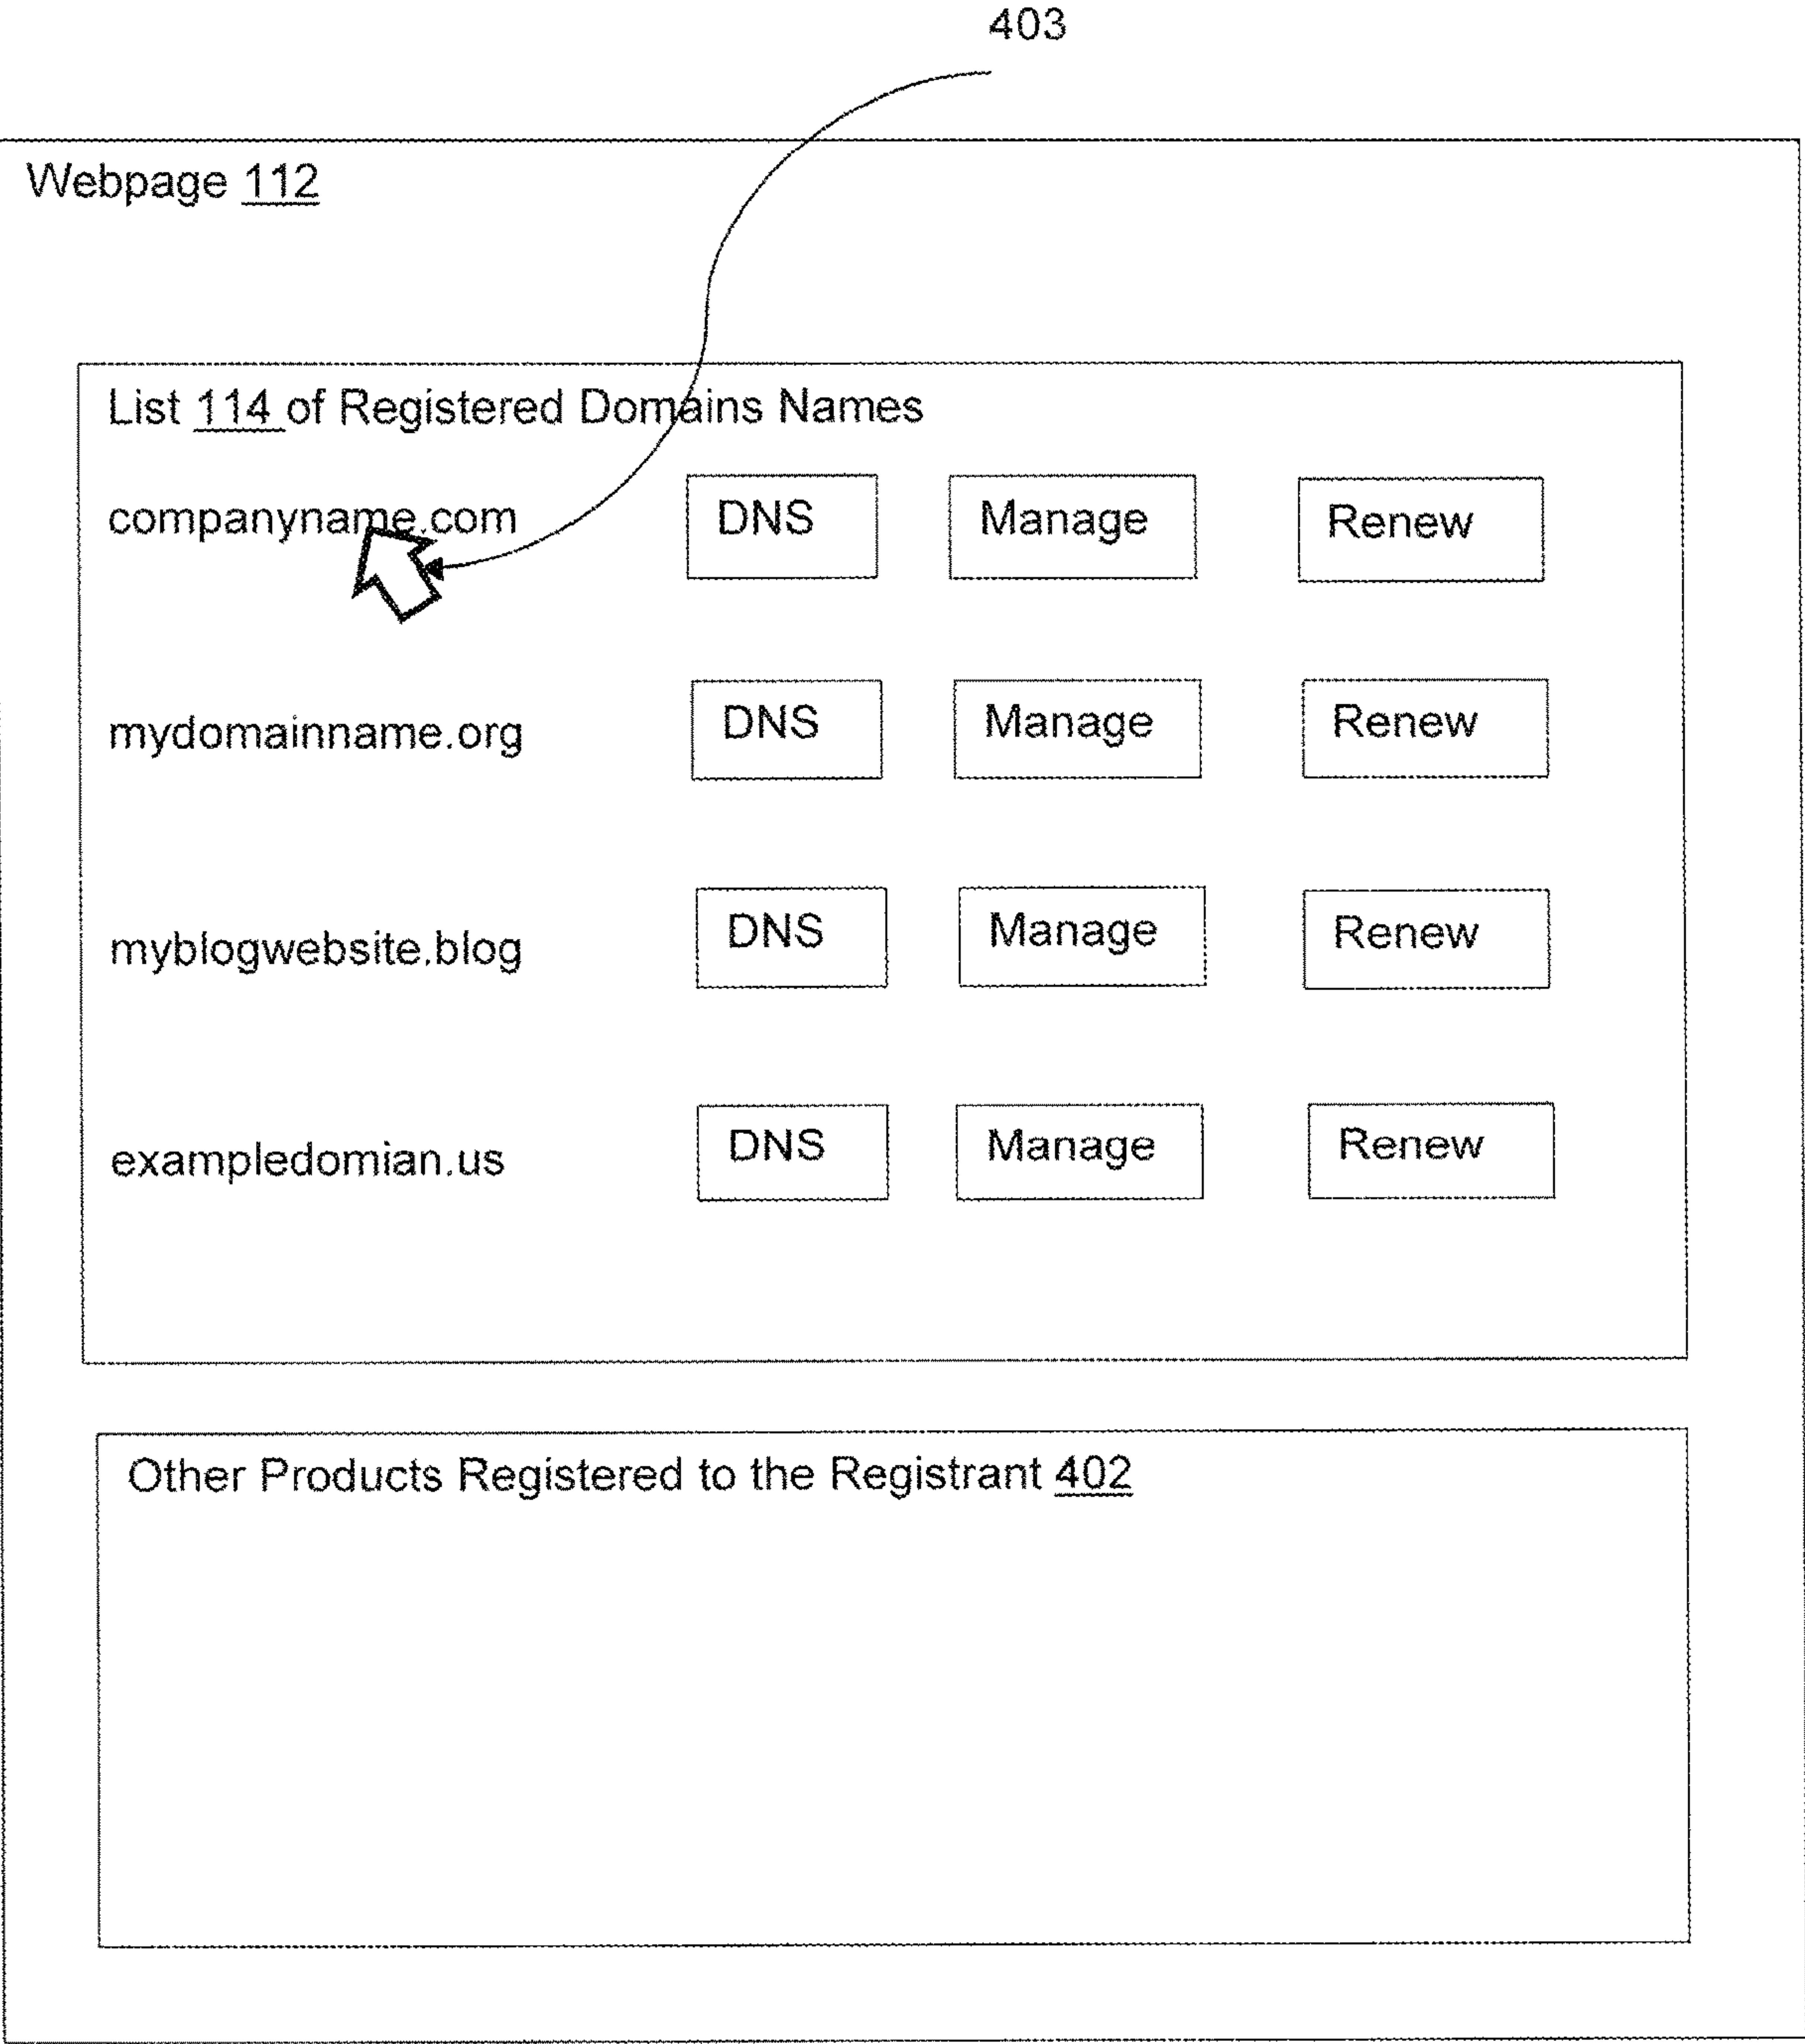 403
Webpage 112
List 114 of Registered Domains Names
companyname.com DNS Manage Renew
mydomainname.org DNS Manage Renew
myblogwebsite.blog DNS Manage Renew
exampledomian.us DNS Manage Renew
Other Products Registered to the Registrant 402